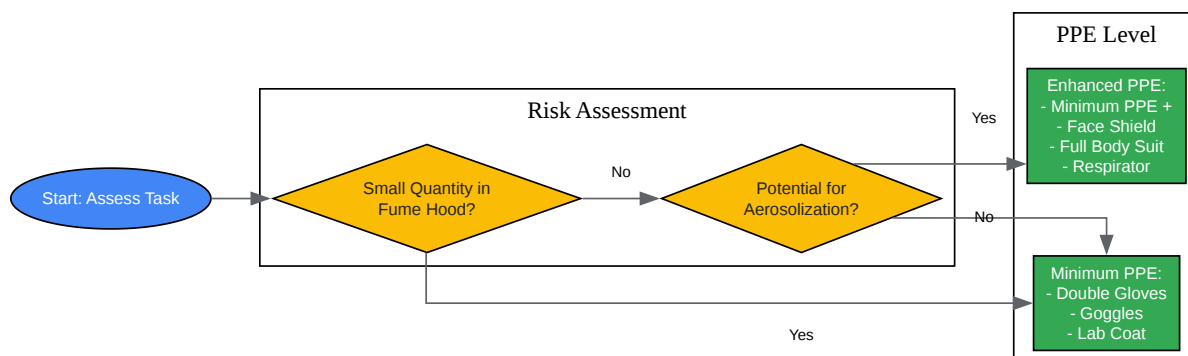 PPE Level
Enhanced PPE:
- Minimum PPE +
- Face Shield
- Full Body Suit
- Respirator
Risk Assessment
Yes
Start: Assess Task
Small Quantity in
Fume Hood?
No
Potential for
Aerosolization?
No
Minimum PPE:
- Double Gloves
- Goggles
- Lab Coat
Yes